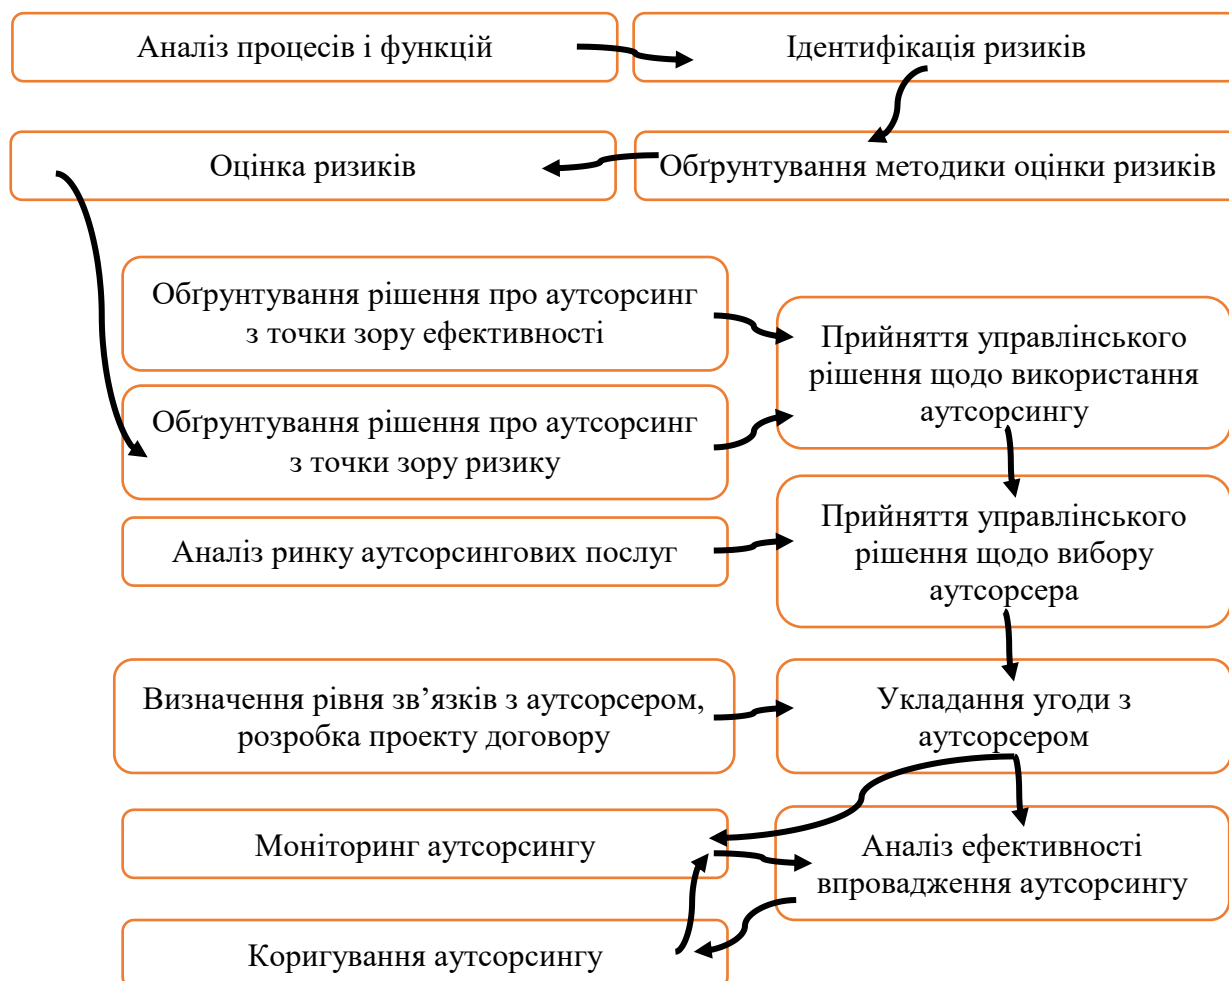 Аналіз процесів і функцій
Ідентифікація ризиків
Оцінка ризиків
Обґрунтування методики оцінки ризиків
Обґрунтування рішення про аутсорсинг
з точки зору ефективності
Прийняття управлінського
рішення щодо використання
аутсорсингу
Обґрунтування рішення про аутсорсинг
з точки зору ризику
Аналіз ринку аутсорсингових послуг
Прийняття управлінського
рішення щодо вибору
аутсорсера
Визначення рівня зв’язків з аутсорсером,
розробка проекту договору
Укладання угоди з
аутсорсером
Моніторинг аутсорсингу
Аналіз ефективності
впровадження аутсорсингу
Коригування аутсорсингу